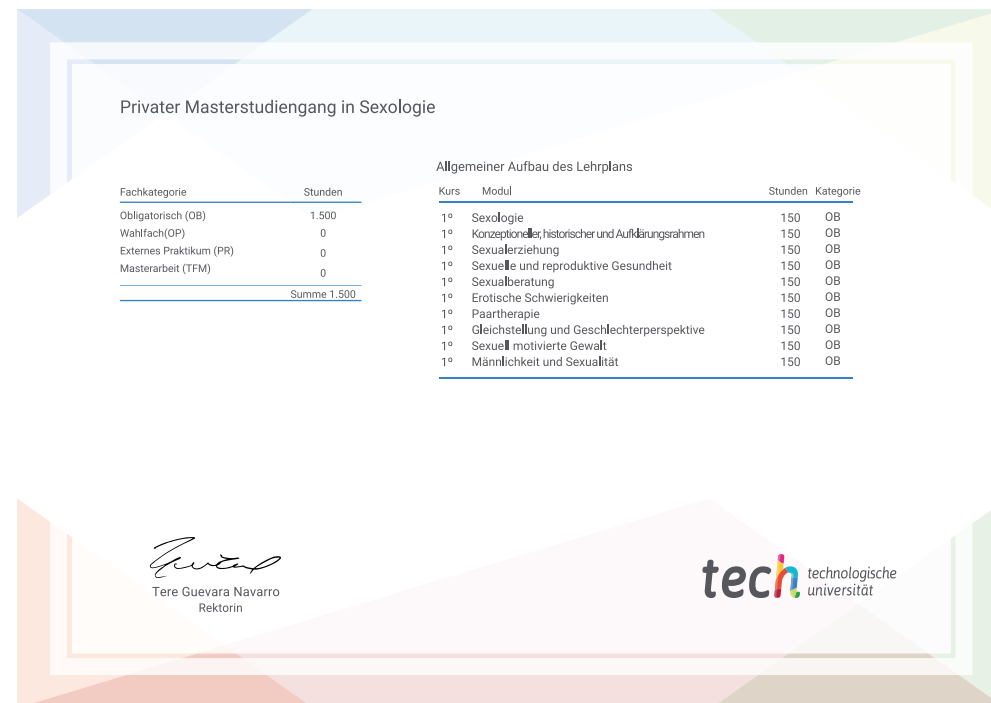 Privater Masterstudiengang in Sexologie
Fachkategorie Stunden
Obligatorisch (OB) 1.500
Wahlfach(OP) 0
Externes Praktikum (PR) 0
Masterarbeit (TFM) 0
Summe 1.500
Allgemeiner Aufbau des Lehrplans
Kurs Modul Stunden Kategorie
1º Sexologie 150 OB
1º Konzeptioneller, historischer und Aufklärungsrahmen 150 OB
1º Sexualerziehung 150 OB
1º Sexuelle und reproduktive Gesundheit 150 OB
1º Sexualberatung 150 OB
1º Erotische Schwierigkeiten 150 OB
1º Paartherapie 150 OB
1º Gleichstellung und Geschlechterperspektive 150 OB
1º Sexuell motivierte Gewalt 150 OB
1º Männlichkeit und Sexualität 150 OB
Tere Guevara Navarro
Rektorin
tech technologische
universität